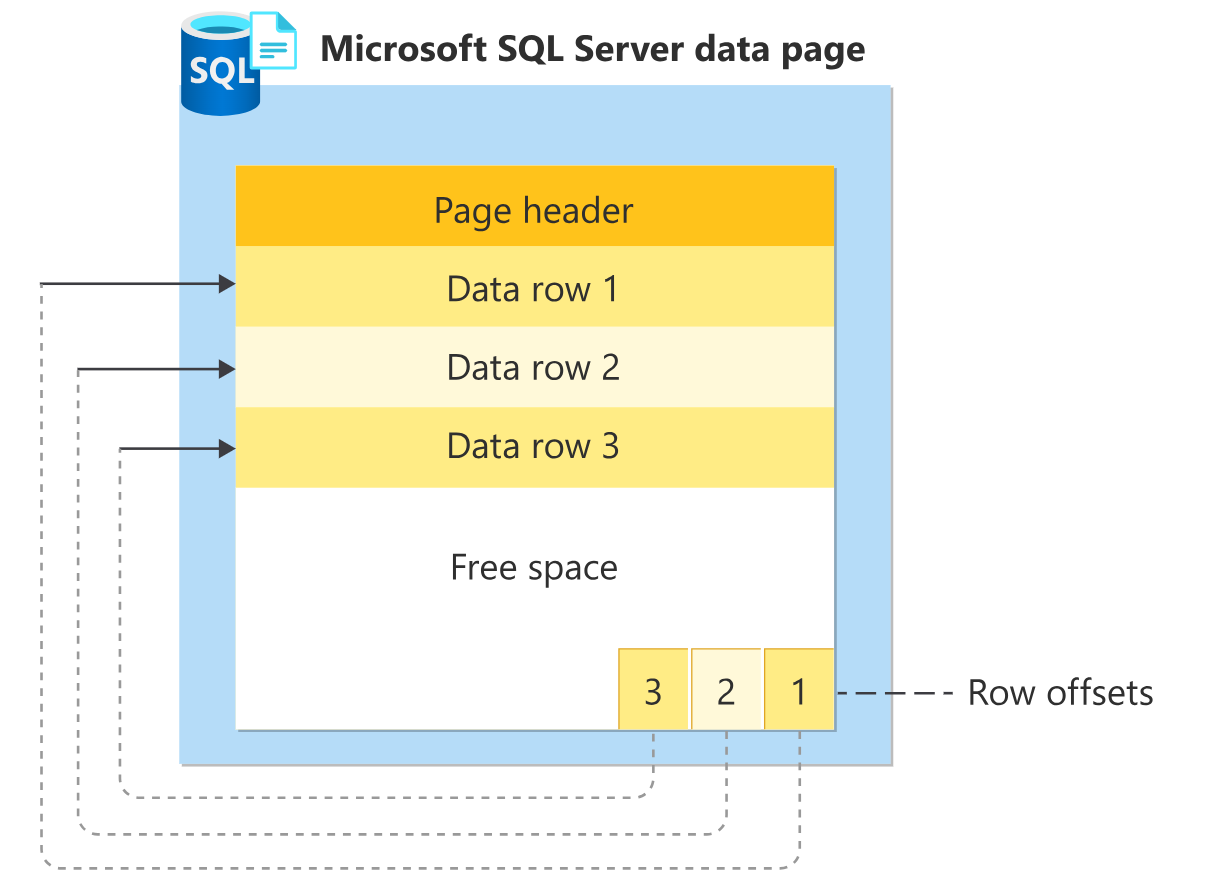 SQL
Microsoft SQL Server data page
Page header
Data row 1
Data row 2
Data row 3
Free space
3 2 1
Row offsets